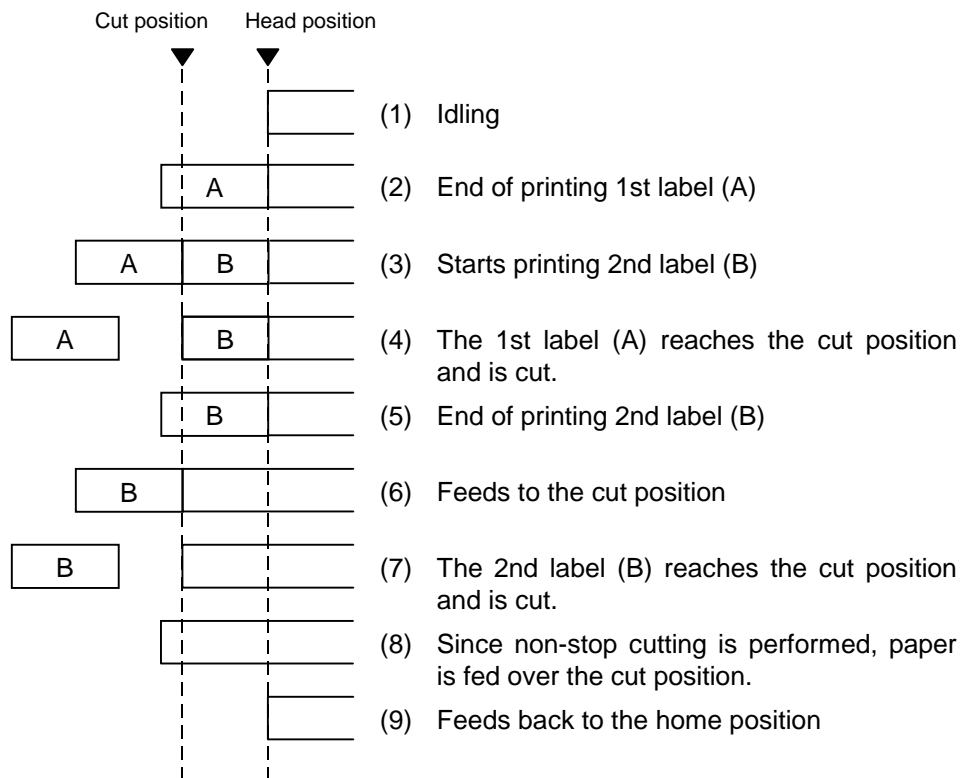 Cut position Head position
(1) Idling
A (2) End of printing 1st label (A)
A B (3) Starts printing 2nd label (B)
A B (4) The 1st label (A) reaches the cut position
and is cut.
B (5) End of printing 2nd label (B)
B (6) Feeds to the cut position
B (7) The 2nd label (B) reaches the cut position
and is cut.
(8) Since non-stop cutting is performed, paper
is fed over the cut position.
(9) Feeds back to the home position